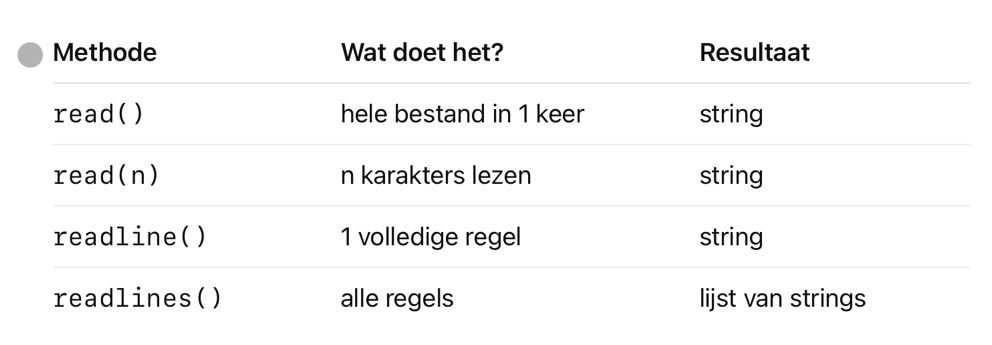 Methode Wat doet het? Resultaat
read() hele bestand in 1 keer string
read(n) n karakters lezen string
readline() 1 volledige regel string
readlines() alle regels lijst van strings